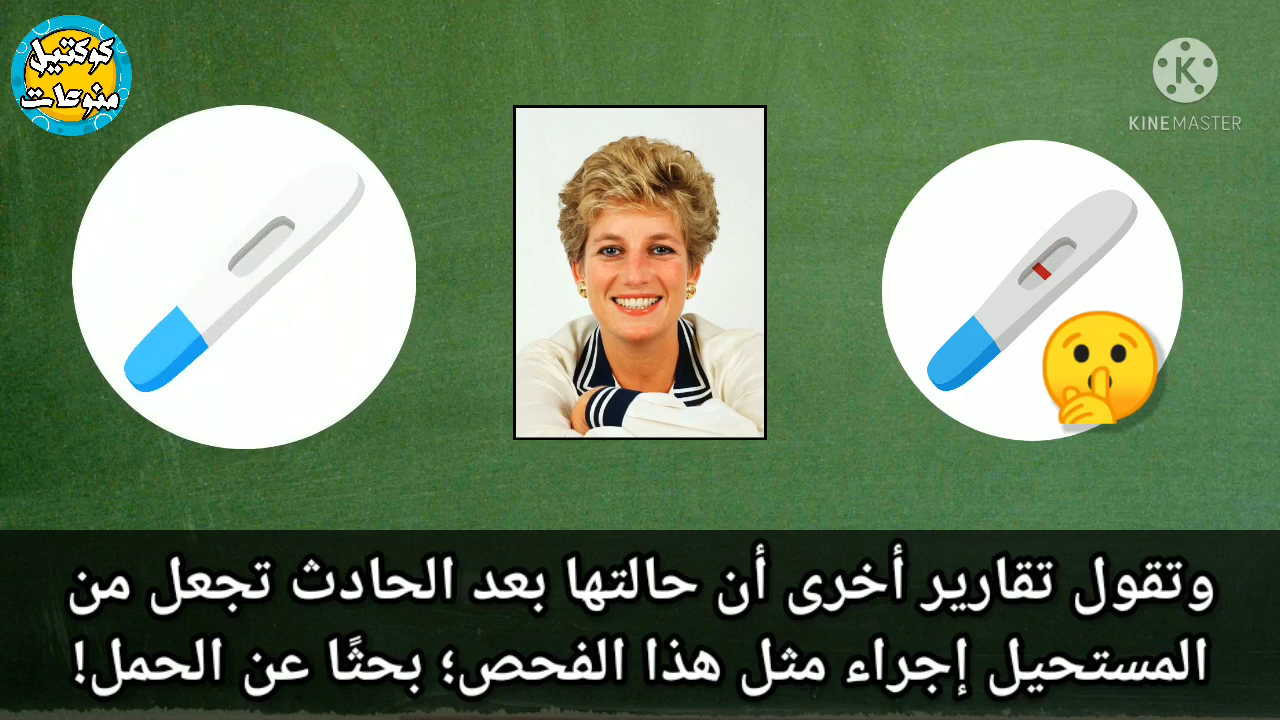 كوكتيل
منوعات
K
KINEMASTER
وتقول تقارير أخرى أن حالتها بعد الحادث تجعل من
المستحيل إجراء مثل هذا الفحص؛ بحثًا عن الحمل!